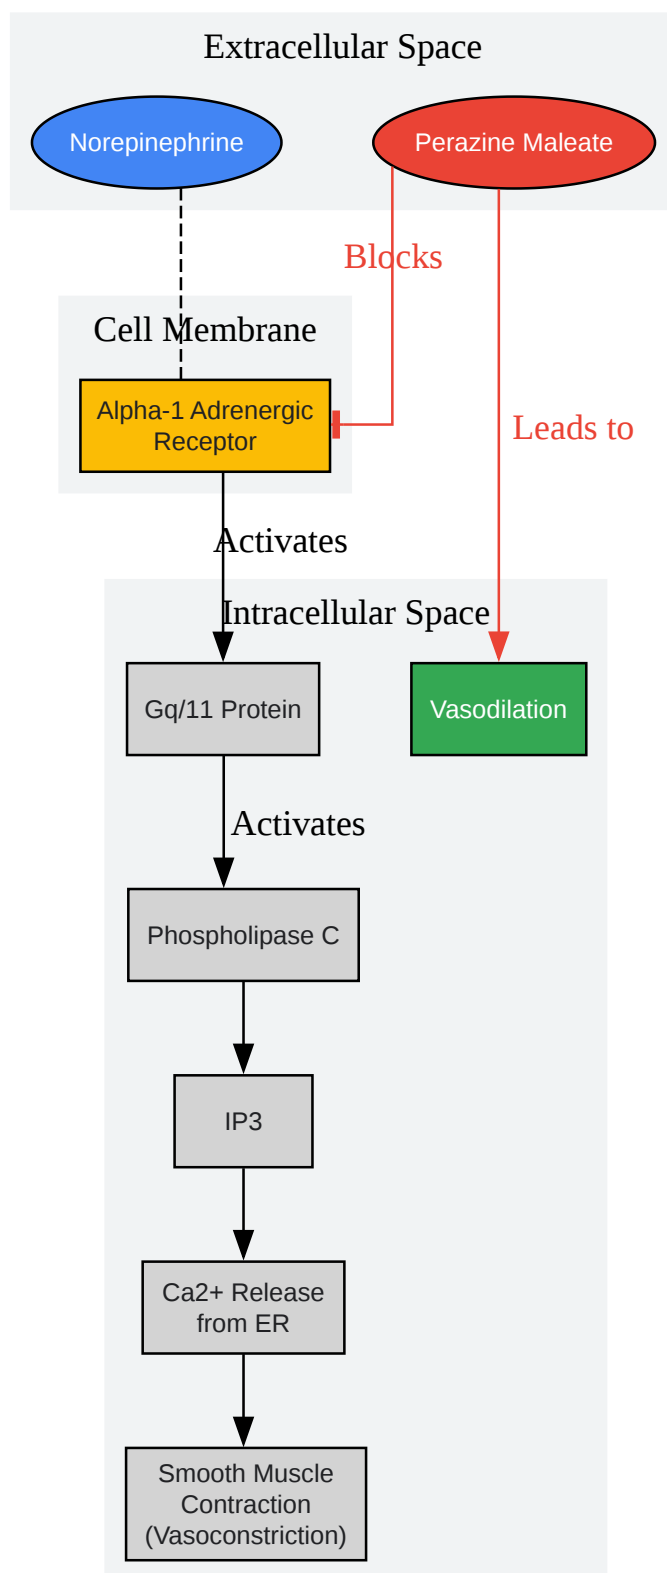 Extracellular Space
Norepinephrine
Perazine Maleate
Blocks
Cell Membrane
Alpha-1 Adrenergic
Receptor
Leads to
Activates
Intracellular Space
Gq/11 Protein
Vasodilation
Activates
Phospholipase C
IP3
Ca2+ Release
from ER
Smooth Muscle
Contraction
(Vasoconstriction)